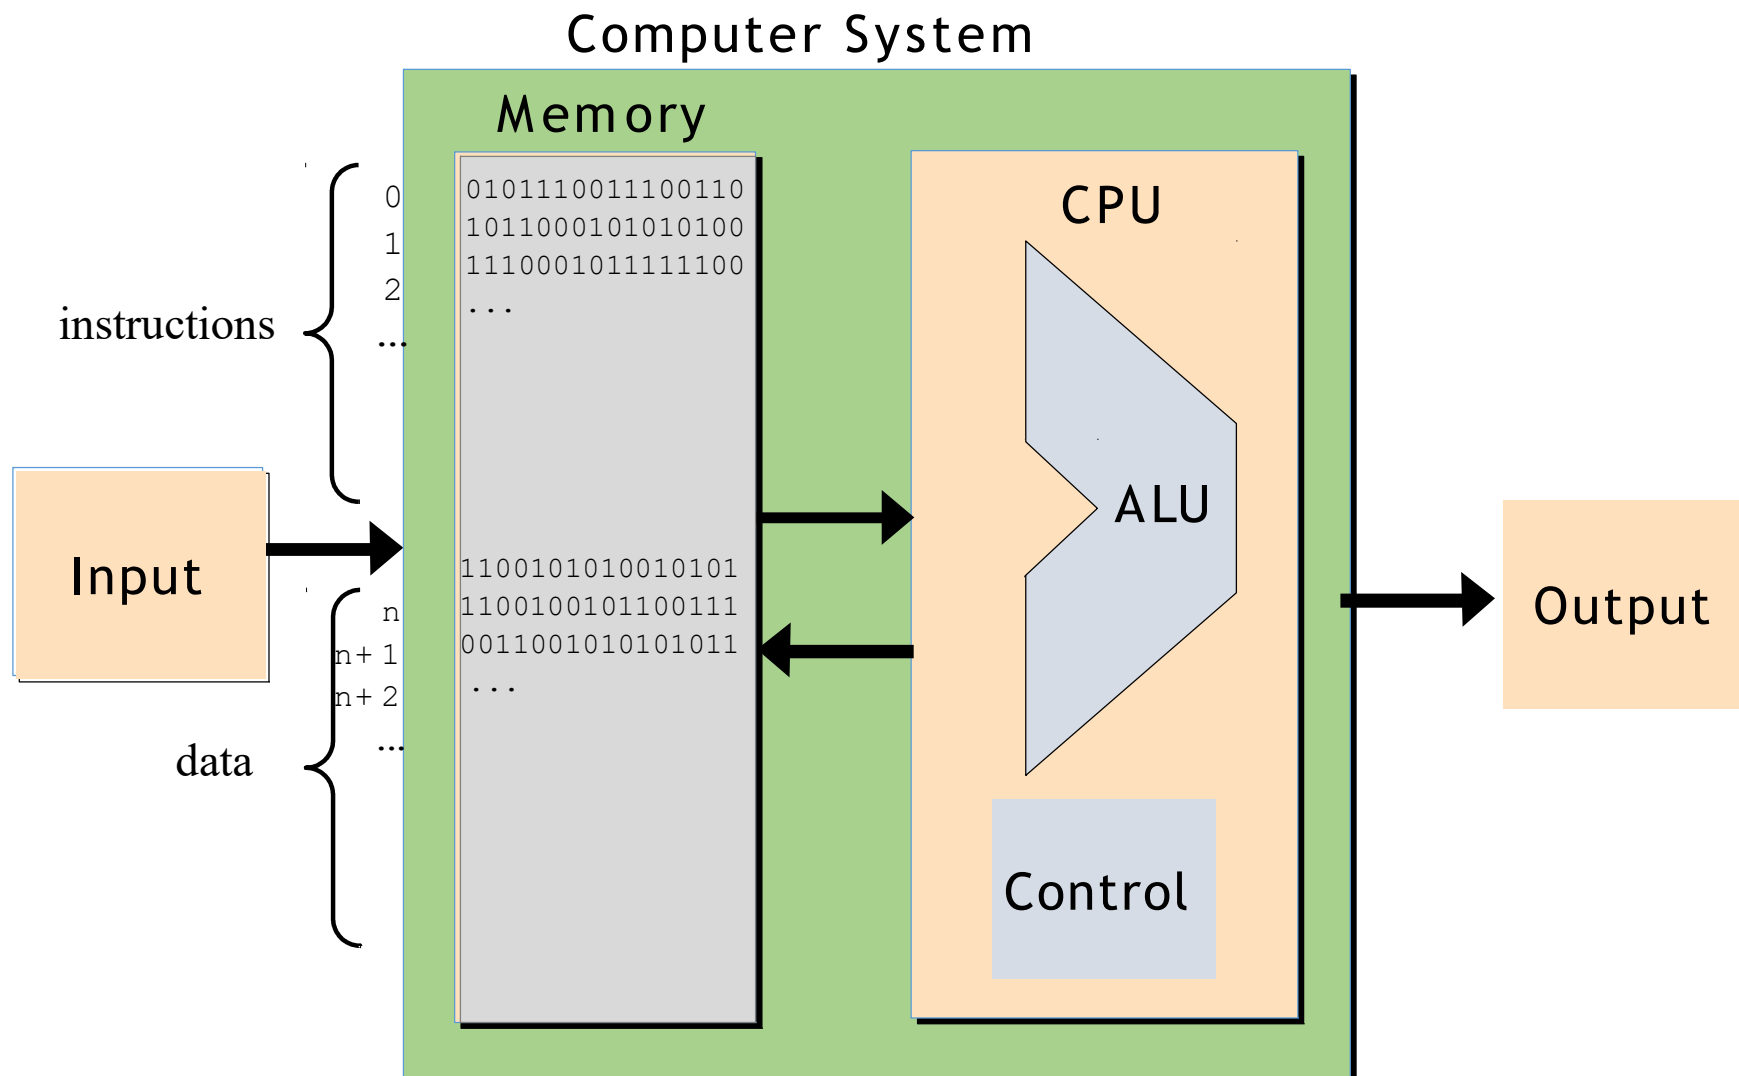 Computer System
Memory
instructions
0
1
2
...
0101110011100110
1011000101010100
1110001011111100
...
CPU
ALU
Input
1100101010010101
1100100101100111
0011001010101011
...
n
n+1
n+2
...
data
Control
Output